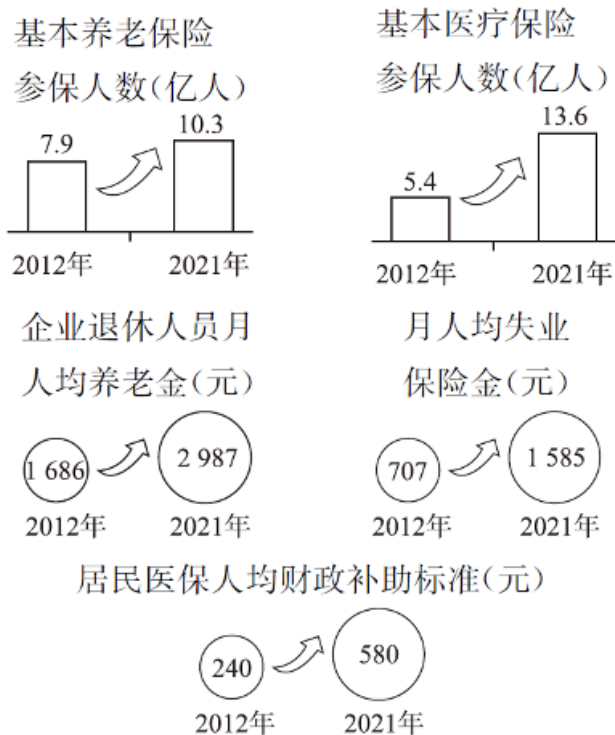 基本养老保险
参保人数(亿人)
7.9
10.3
2012年
2021年
基本医疗保险
参保人数(亿人)
5.4
13.6
2012年
2021年
企业退休人员月
人均养老金(元)
1 686
2 987
2012年
2021年
月人均失业
保险金(元)
707
1 585
2012年
2021年
居民医保人均财政补助标准(元)
240
580
2012年
2021年